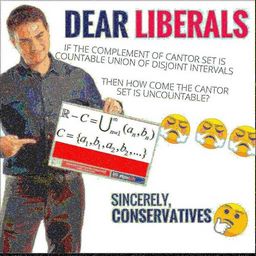 DEAR LIBERALS
IF THE COMPLEMENT OF CANTOR SET IS
COUNTABLE UNION OF DISJOINT INTERVALS
THEN HOW COME THE CANTOR
SET IS UNCOUNTABLE?
ℝ - C = ⋃ₙ₌₁^∞ (aₙ, bₙ)
C = {a₁, b₁, a₂, b₂, ...}
SINCERELY,
CONSERVATIVES